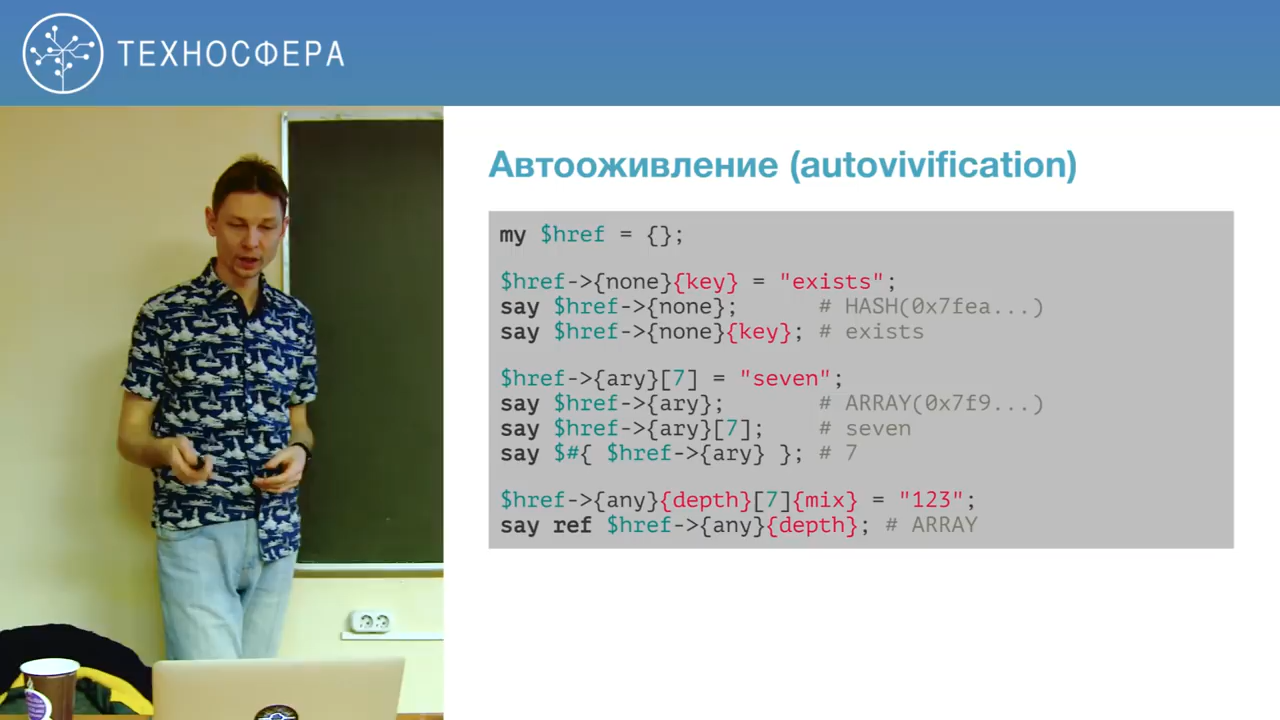 ТЕХНОСФЕРА
Автооживление (autovivification)
my $href = {};
$href->{none}{key} = "exists";
say $href->{none};      # HASH(0x7fea...)
say $href->{none}{key}; # exists
$href->{ary}[7] = "seven";
say $href->{ary};       # ARRAY(0x7f9...)
say $href->{ary}[7];    # seven
say $#{ $href->{ary} }; # 7
$href->{any}{depth}[7]{mix} = "123";
say ref $href->{any}{depth}; # ARRAY